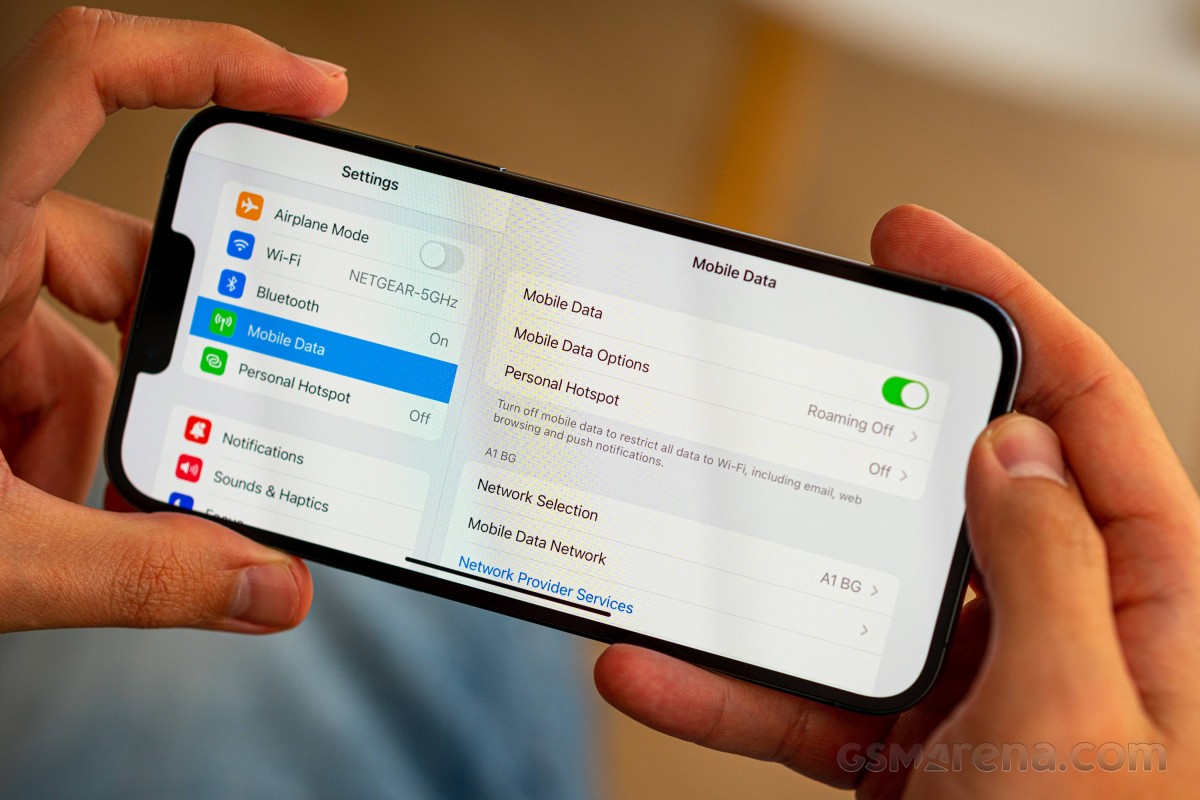 Settings
Airplane Mode
Wi-Fi NETGEAR-5GHz
Bluetooth On
Mobile Data
Personal Hotspot Off
Notifications
Sounds & Haptics
Focus
Mobile Data
Mobile Data
Mobile Data Options Roaming Off
Personal Hotspot Off
Turn off mobile data to restrict all data to Wi-Fi, including email, web
browsing and push notifications.
A1 BG
Network Selection A1 BG
Mobile Data Network
Network Provider Services
GSMArena.com